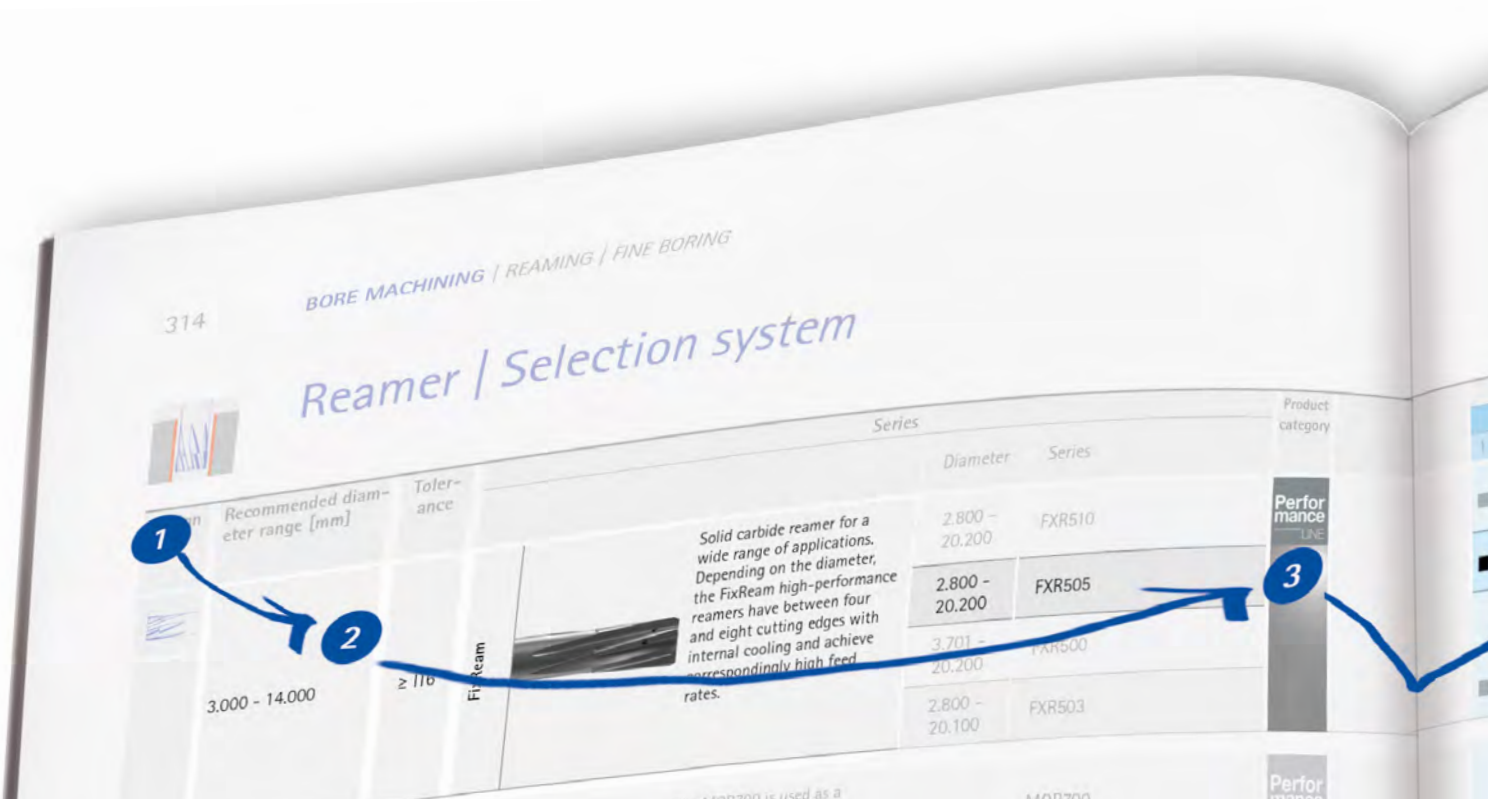 314
BORE MACHINING | REAMING | FINE BORING
Reamer | Selection system
Recommended diam-
eter range [mm]
Toler-
ance
Series
Diameter
Series
Product
category
1
2
3
3.000 – 14.000
FixReam
Solid carbide reamer for a
wide range of applications.
Depending on the diameter,
the FixReam high-performance
reamers have between four
and eight cutting edges with
internal cooling and achieve
correspondingly high feed
rates.
2.800 –
20.200
FXR510
2.800 –
20.200
FXR505
3.701 –
20.200
FXR500
2.800 –
20.100
FXR503
Perfor
mance
LINE
is used as a
Perfor
mance